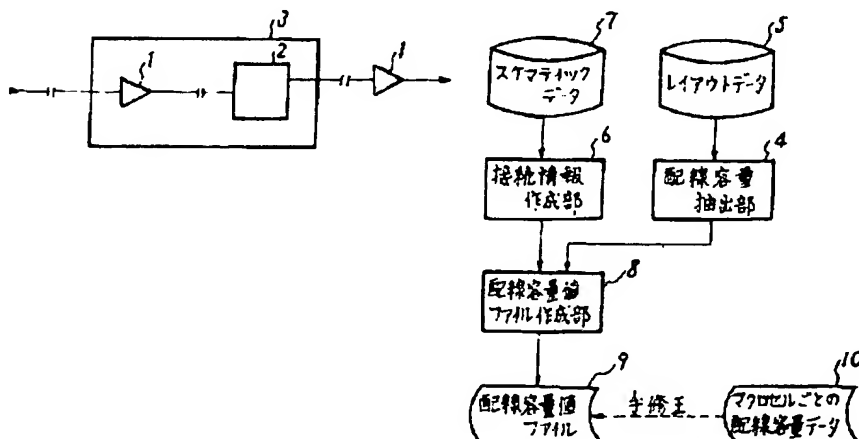 3
1
2
1
7
5
スケマティック
データ
レイアウトデータ
6
4
接続情報
作成部
配線容量
抽出部
8
配線容量値
ファイル作成部
9
10
配線容量値
ファイル
手修正
マクロセルごとの
配線容量データ